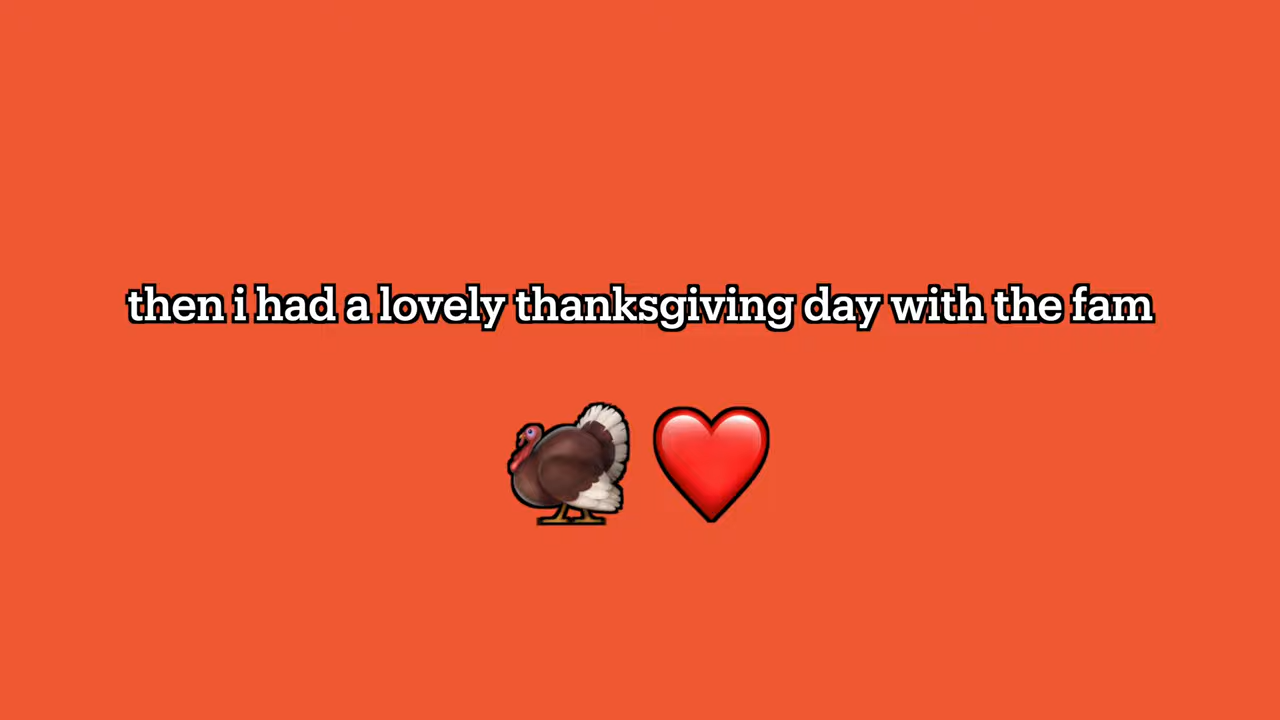 then i had a lovely thanksgiving day with the fam
🦃 ❤️